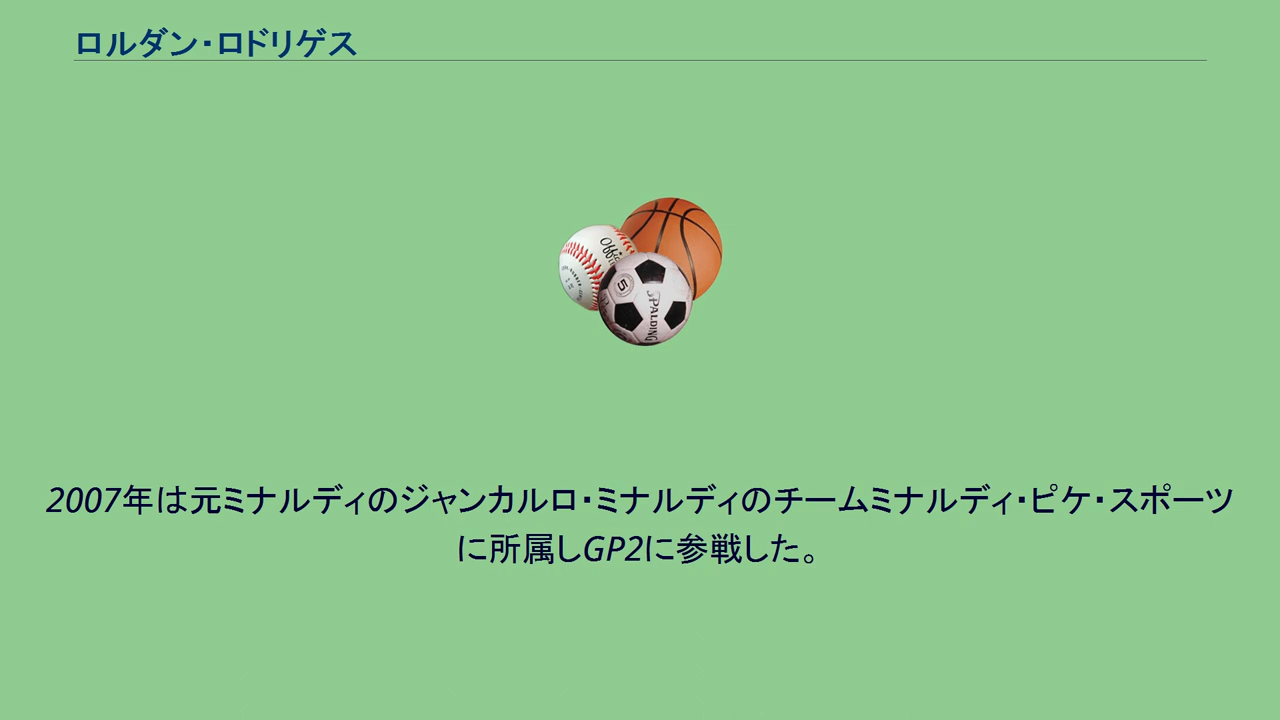 ロルダン・ロドリゲス
5
SPALDING
2007年は元ミナルディのジャンカルロ・ミナルディのチームミナルディ・ピケ・スポーツ
に所属しGP2に参戦した。